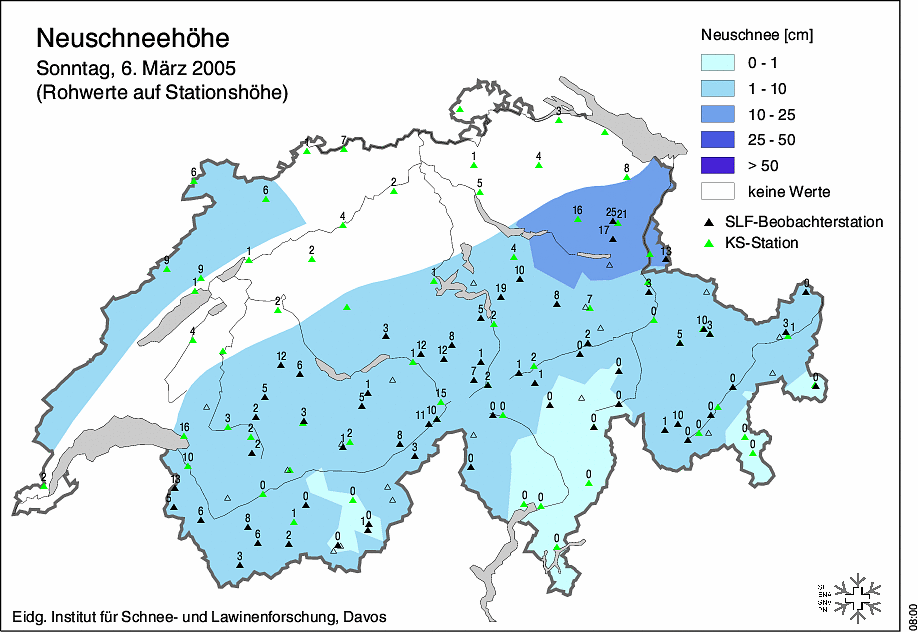 Neuschneehöhe
Sonntag, 6. März 2005
(Rohwerte auf Stationshöhe)
Neuschnee [cm]
0 - 1
1 - 10
10 - 25
25 - 50
> 50
keine Werte
SLF-Beobachterstation
KS-Station
3
1 7
1 4
6 8
6 2 5
16 25 21
4 17
1 2 4 13
9 9 1 10
1 19 3 0
2 8 7
5 2 10 3 3 1
4 3 8 2 5
12 1 12 12 1 0
6 7 1 2 0
5 1 2 1 0 0
5 15 0 0
2 3 3 11 10 0 0 0 0
16 2 1 2 8 1 10 0 0 0
2 3 0
10
13 0 0 0
5 0 0 0
6 8 1 1 0
6 2 0 0
3
Eidg. Institut für Schnee- und Lawinenforschung, Davos
08:00